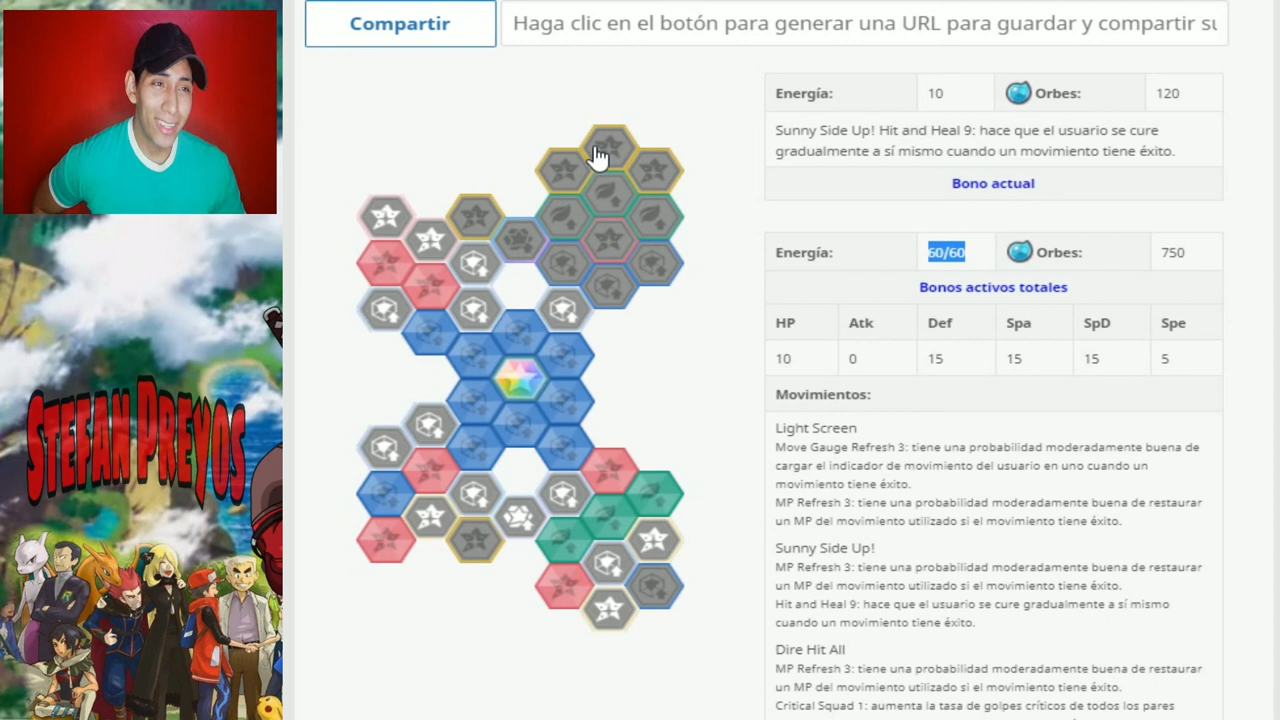 Compartir
Haga clic en el botón para generar una URL para guardar y compartir su
Energía: 10 Orbes: 120
Sunny Side Up! Hit and Heal 9: hace que el usuario se cure
gradualmente a sí mismo cuando un movimiento tiene éxito.
Bono actual
Energía: 60/60 Orbes: 750
Bonos activos totales
HP Atk Def Spa SpD Spe
10 0 15 15 15 5
Movimientos:
Light Screen
Move Gauge Refresh 3: tiene una probabilidad moderadamente buena de
cargar el indicador de movimiento del usuario en uno cuando un
movimiento tiene éxito.
MP Refresh 3: tiene una probabilidad moderadamente buena de restaurar
un MP del movimiento utilizado si el movimiento tiene éxito.
Sunny Side Up!
MP Refresh 3: tiene una probabilidad moderadamente buena de restaurar
un MP del movimiento utilizado si el movimiento tiene éxito.
Hit and Heal 9: hace que el usuario se cure gradualmente a sí mismo
cuando un movimiento tiene éxito.
Dire Hit All
MP Refresh 3: tiene una probabilidad moderadamente buena de restaurar
un MP del movimiento utilizado si el movimiento tiene éxito.
Critical Squad 1: aumenta la tasa de golpes críticos de todos los pares
STEFAN PREYOS